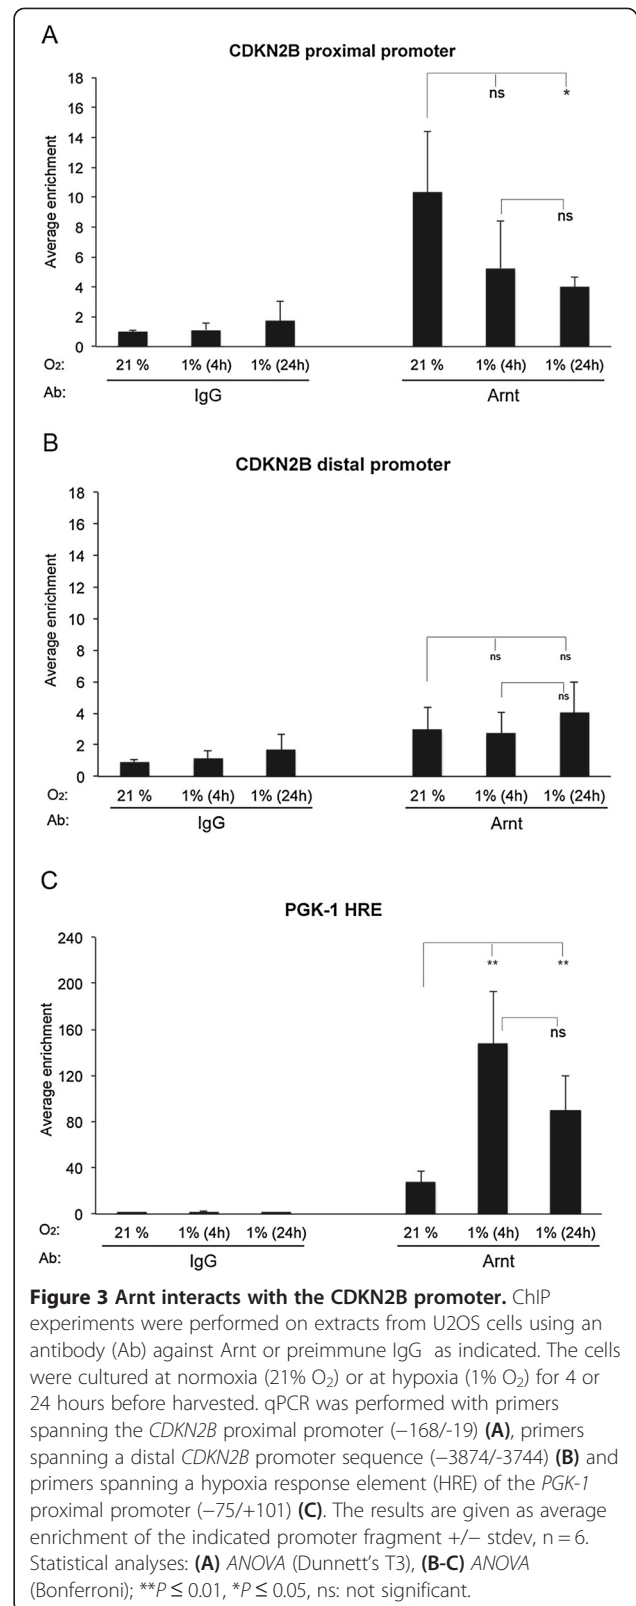 A
CDKN2B proximal promoter
18
16
14
12
10
8
6
4
2
0
Average enrichment
ns
*
ns
O2: 21 % 1% (4h) 1% (24h) 21 % 1% (4h) 1% (24h)
Ab: IgG Arnt
B
CDKN2B distal promoter
18
16
14
12
10
8
6
4
2
0
Average enrichment
ns ns
ns
O2: 21 % 1% (4h) 1% (24h) 21 % 1% (4h) 1% (24h)
Ab: IgG Arnt
C
PGK-1 HRE
240
200
160
120
80
40
0
Average enrichment
** **
ns
O2: 21 % 1% (4h) 1% (24h) 21 % 1% (4h) 1% (24h)
Ab: IgG Arnt
Figure 3 Arnt interacts with the CDKN2B promoter. ChIP
experiments were performed on extracts from U2OS cells using an
antibody (Ab) against Arnt or preimmune IgG as indicated. The cells
were cultured at normoxia (21% O2) or at hypoxia (1% O2) for 4 or
24 hours before harvested. qPCR was performed with primers
spanning the CDKN2B proximal promoter (−168/-19) (A), primers
spanning a distal CDKN2B promoter sequence (−3874/-3744) (B) and
primers spanning a hypoxia response element (HRE) of the PGK-1
proximal promoter (−75/+101) (C). The results are given as average
enrichment of the indicated promoter fragment +/− stdev, n = 6.
Statistical analyses: (A) ANOVA (Dunnett's T3), (B-C) ANOVA
(Bonferroni); **P ≤ 0.01, *P ≤ 0.05, ns: not significant.